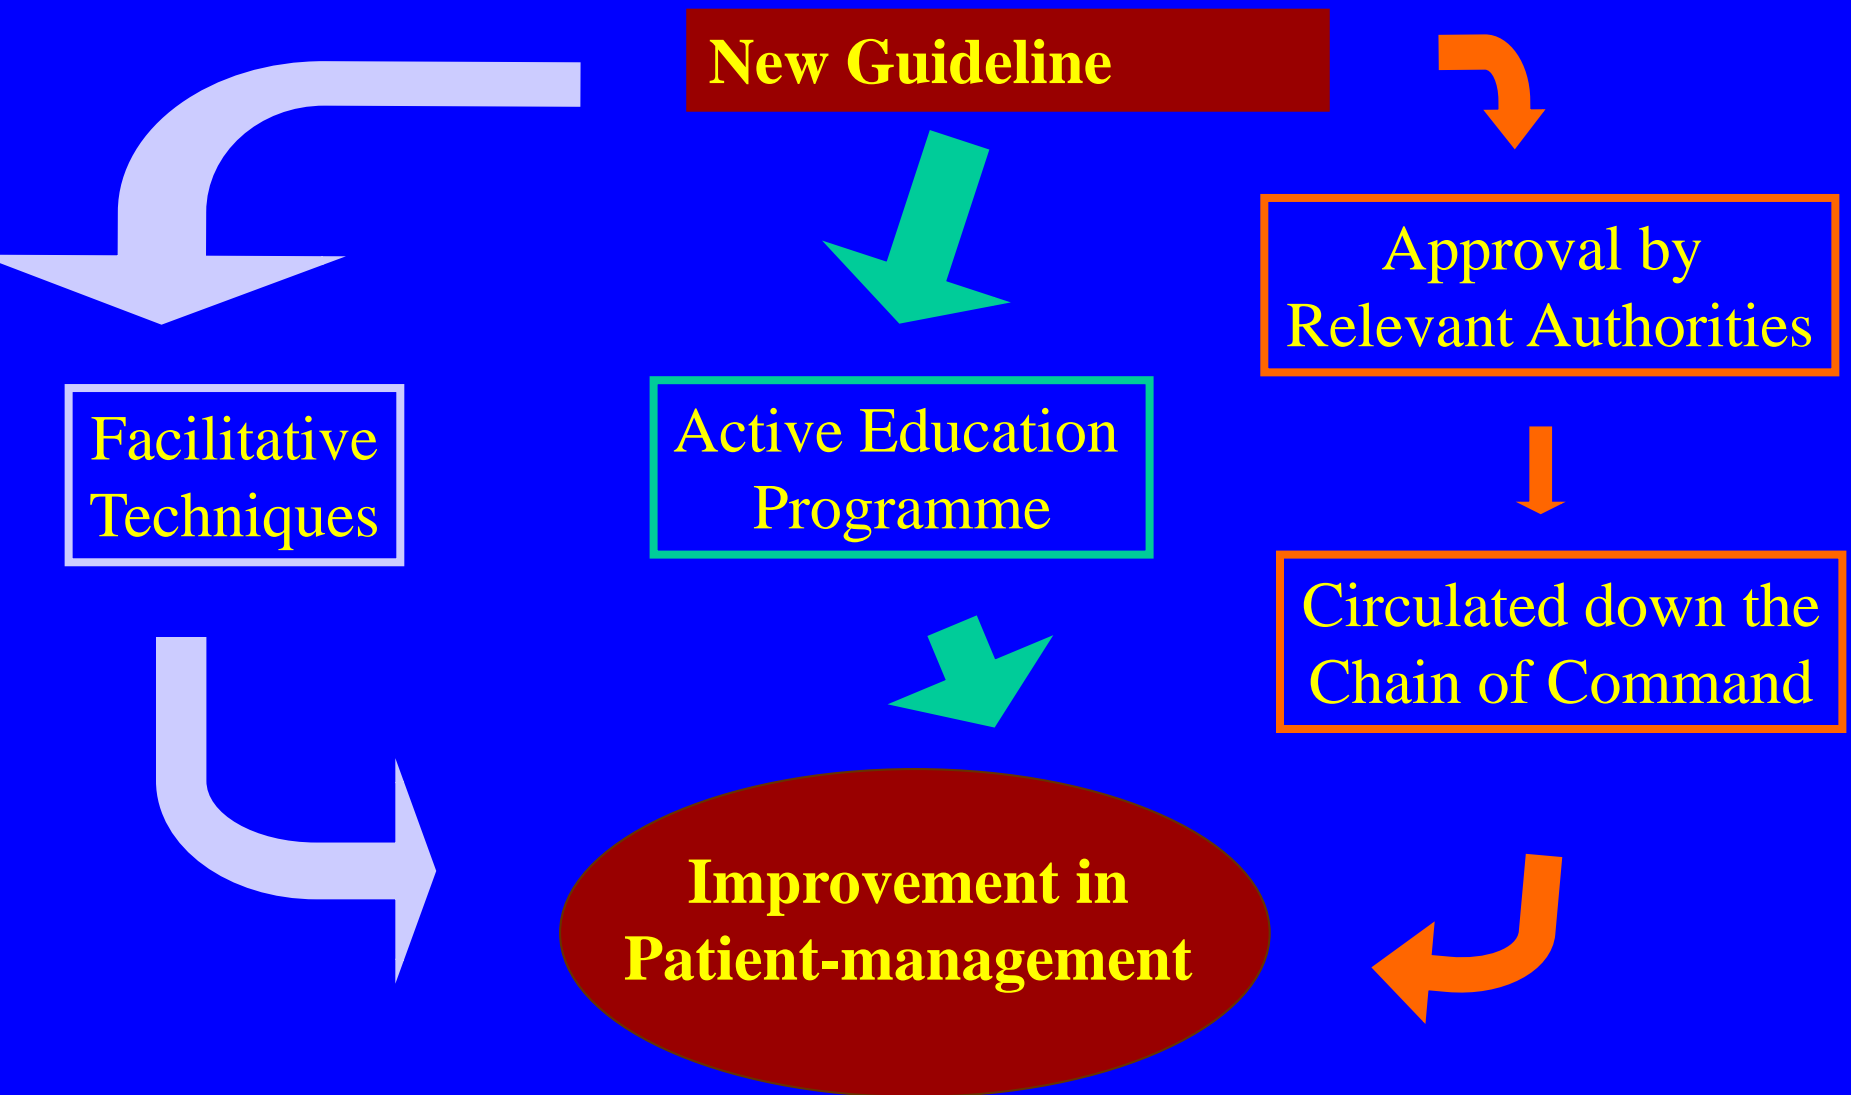 New Guideline
Approval by
Relevant Authorities
Facilitative
Techniques
Active Education
Programme
Circulated down the
Chain of Command
Improvement in
Patient-management